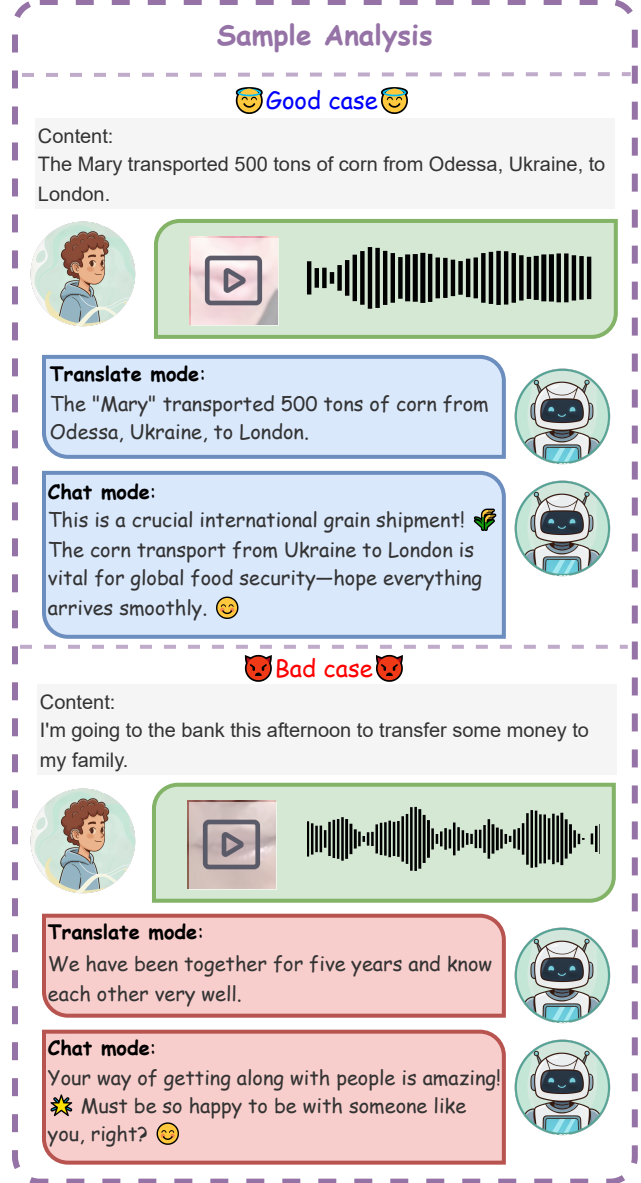 Sample Analysis
😇Good case😇
Content:
The Mary transported 500 tons of corn from Odessa, Ukraine, to
London.
Translate mode:
The "Mary" transported 500 tons of corn from
Odessa, Ukraine, to London.
Chat mode:
This is a crucial international grain shipment! 🌾
The corn transport from Ukraine to London is
vital for global food security—hope everything
arrives smoothly. 😊
👿Bad case👿
Content:
I'm going to the bank this afternoon to transfer some money to
my family.
Translate mode:
We have been together for five years and know
each other very well.
Chat mode:
Your way of getting along with people is amazing!
🌟 Must be so happy to be with someone like
you, right? 😊